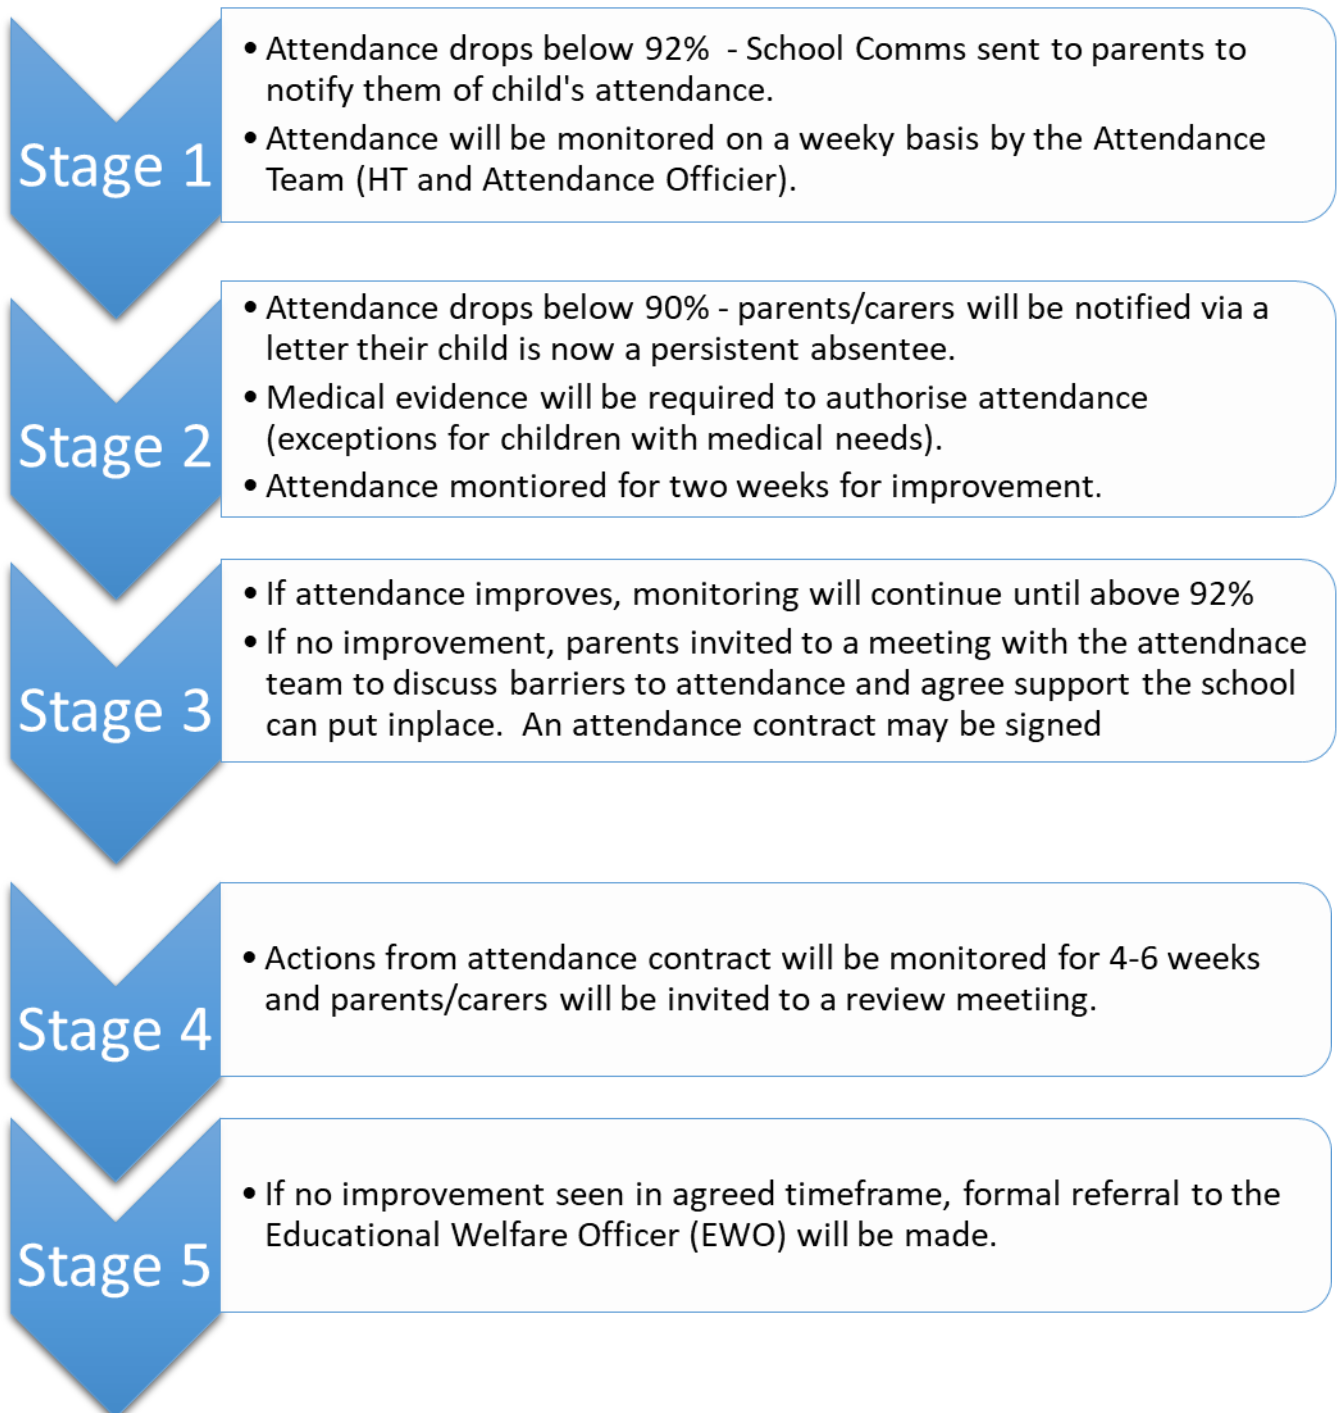 Stage 1
• Attendance drops below 92%  - School Comms sent to parents to
notify them of child's attendance.
• Attendance will be monitored on a weeky basis by the Attendance
Team (HT and Attendance Officier).
Stage 2
• Attendance drops below 90% - parents/carers will be notified via a
letter their child is now a persistent absentee.
• Medical evidence will be required to authorise attendance
(exceptions for children with medical needs).
• Attendance montiored for two weeks for improvement.
Stage 3
• If attendance improves, monitoring will continue until above 92%
• If no improvement, parents invited to a meeting with the attendnace
team to discuss barriers to attendance and agree support the school
can put inplace.  An attendance contract may be signed
Stage 4
• Actions from attendance contract will be monitored for 4-6 weeks
and parents/carers will be invited to a review meetiing.
Stage 5
• If no improvement seen in agreed timeframe, formal referral to the
Educational Welfare Officer (EWO) will be made.